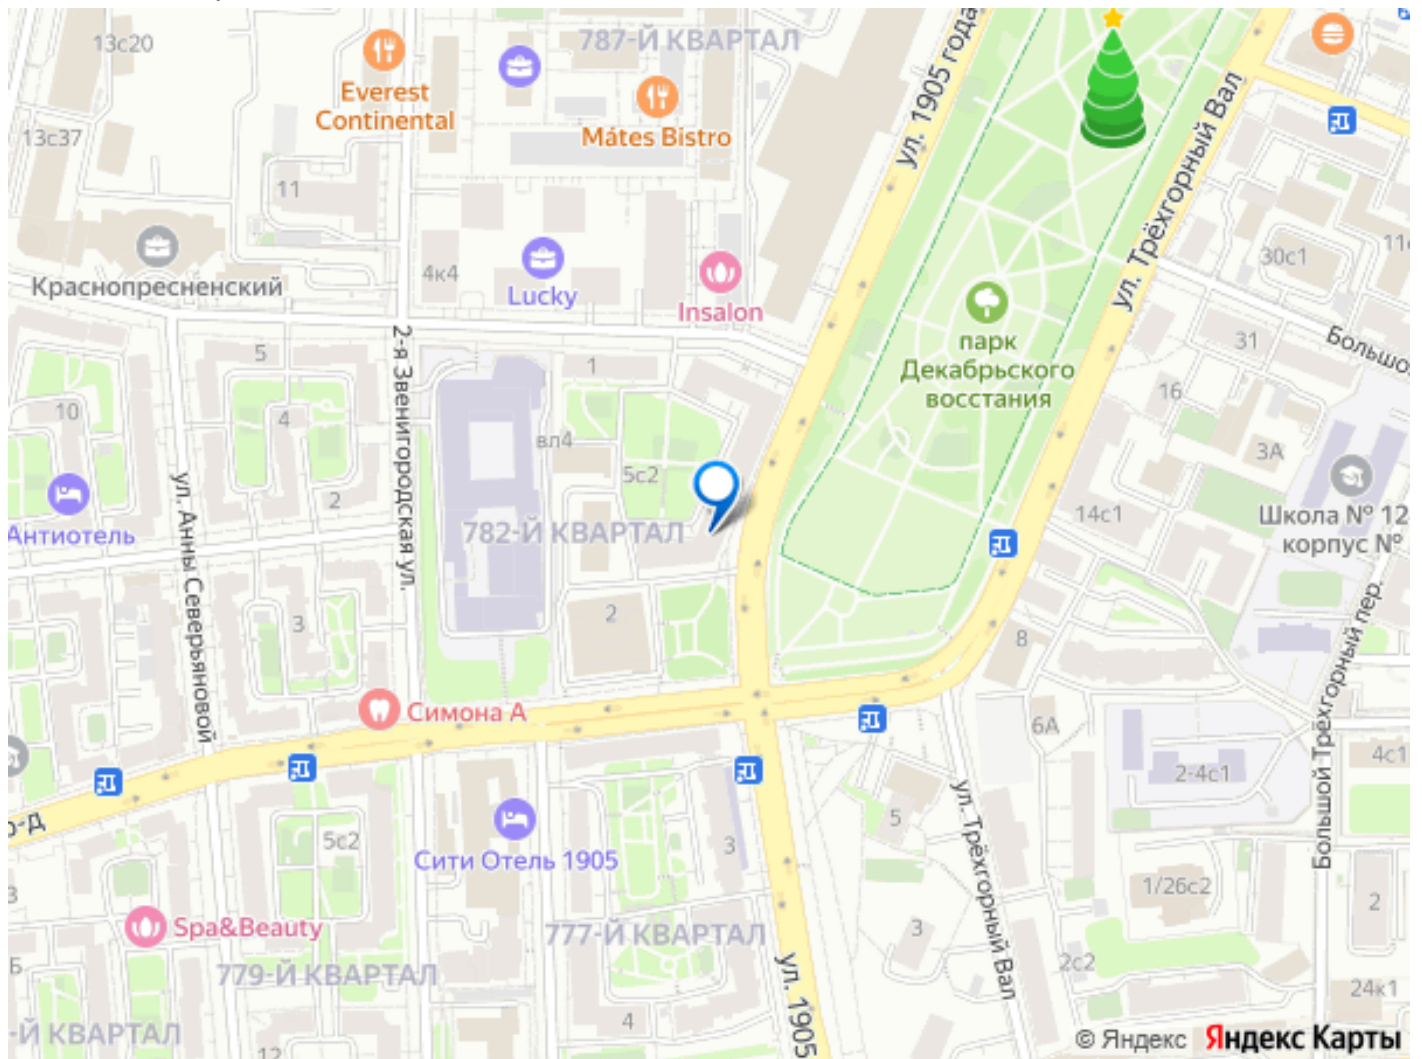 13с20
787-Й КВАРТАЛ
ул. 1905 года
Everest
Continental
Mátes Bistro
13с37
ул. Трёхгорный Вал
11
30с1
Краснопресненский
4к4
Lucky
Insalon
парк
Декабрьского
восстания
31
5
2-я Звенигородская ул.
1
16
10
4
вл4
5с2
3А
2
14с1
Школа № 12
корпус №
Антиотель
782-Й КВАРТАЛ
ул. Анны Северьяновой
3
2
8
Большой Трёхгорный пер.
Симона А
6А
2-4с1
4с1
р-д
5с2
Сити Отель 1905
3
5
ул. Трёхгорный Вал
1/26с2
2
Spa&Beauty
777-Й КВАРТАЛ
3
779-Й КВАРТАЛ
ул. 1905
2с2
24к1
-Й КВАРТАЛ
12
4
© Яндекс Яндекс Карты